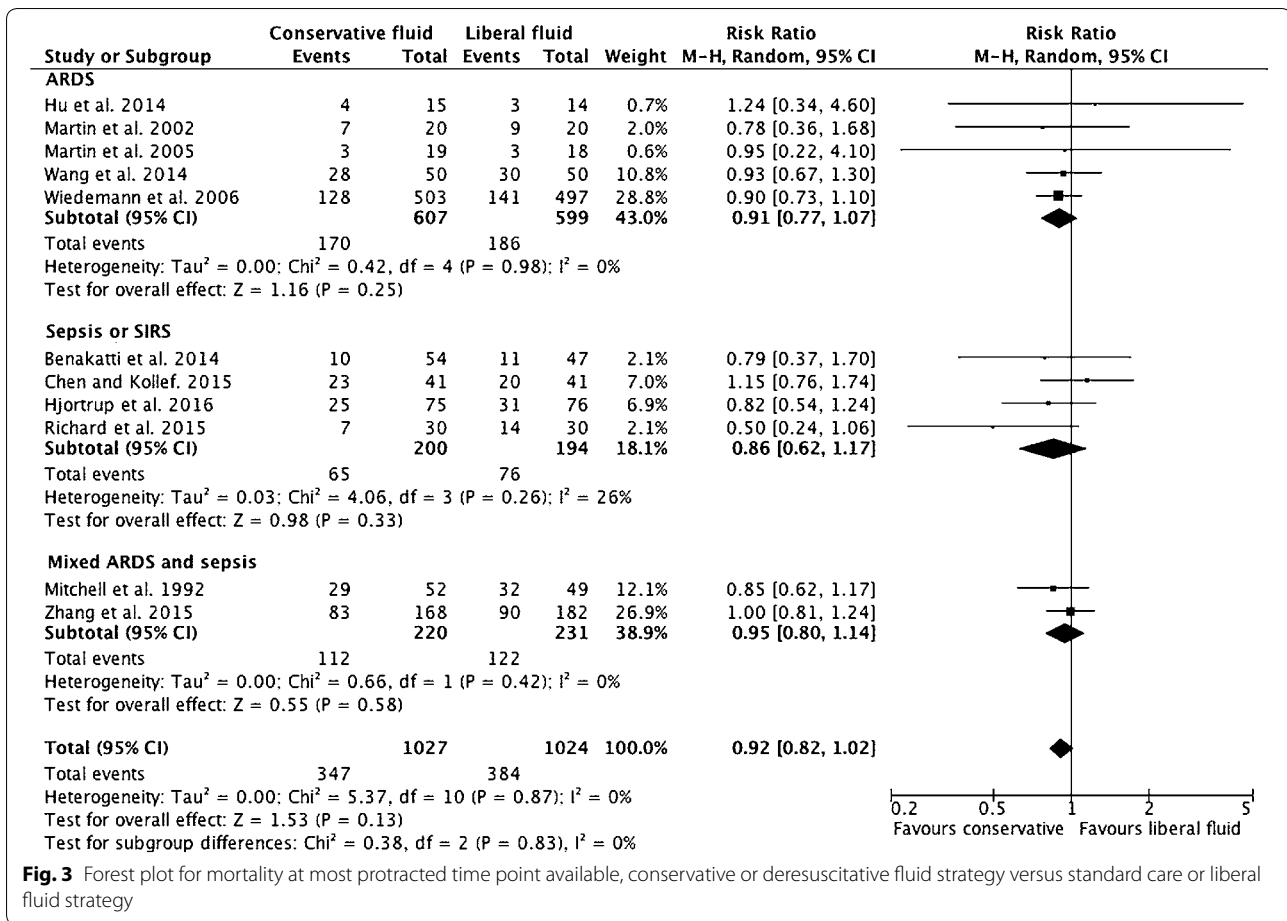 Conservative fluid Liberal fluid Risk Ratio Risk Ratio
Study or Subgroup Events Total Events Total Weight M-H, Random, 95% CI M-H, Random, 95% CI
ARDS
Hu et al. 2014 4 15 3 14 0.7% 1.24 [0.34, 4.60]
Martin et al. 2002 7 20 9 20 2.0% 0.78 [0.36, 1.68]
Martin et al. 2005 3 19 3 18 0.6% 0.95 [0.22, 4.10]
Wang et al. 2014 28 50 30 50 10.8% 0.93 [0.67, 1.30]
Wiedemann et al. 2006 128 503 141 497 28.8% 0.90 [0.73, 1.10]
Subtotal (95% CI) 607 599 43.0% 0.91 [0.77, 1.07]
Total events 170 186
Heterogeneity: Tau² = 0.00; Chi² = 0.42, df = 4 (P = 0.98); I² = 0%
Test for overall effect: Z = 1.16 (P = 0.25)
Sepsis or SIRS
Benakatti et al. 2014 10 54 11 47 2.1% 0.79 [0.37, 1.70]
Chen and Kollef. 2015 23 41 20 41 7.0% 1.15 [0.76, 1.74]
Hjortrup et al. 2016 25 75 31 76 6.9% 0.82 [0.54, 1.24]
Richard et al. 2015 7 30 14 30 2.1% 0.50 [0.24, 1.06]
Subtotal (95% CI) 200 194 18.1% 0.86 [0.62, 1.17]
Total events 65 76
Heterogeneity: Tau² = 0.03; Chi² = 4.06, df = 3 (P = 0.26); I² = 26%
Test for overall effect: Z = 0.98 (P = 0.33)
Mixed ARDS and sepsis
Mitchell et al. 1992 29 52 32 49 12.1% 0.85 [0.62, 1.17]
Zhang et al. 2015 83 168 90 182 26.9% 1.00 [0.81, 1.24]
Subtotal (95% CI) 220 231 38.9% 0.95 [0.80, 1.14]
Total events 112 122
Heterogeneity: Tau² = 0.00; Chi² = 0.66, df = 1 (P = 0.42); I² = 0%
Test for overall effect: Z = 0.55 (P = 0.58)
Total (95% CI) 1027 1024 100.0% 0.92 [0.82, 1.02]
Total events 347 384
Heterogeneity: Tau² = 0.00; Chi² = 5.37, df = 10 (P = 0.87); I² = 0%
Test for overall effect: Z = 1.53 (P = 0.13)
Test for subgroup differences: Chi² = 0.38, df = 2 (P = 0.83), I² = 0%
0.2 0.5 1 2 5
Favours conservative Favours liberal fluid
Fig. 3 Forest plot for mortality at most protracted time point available, conservative or deresuscitative fluid strategy versus standard care or liberal
fluid strategy